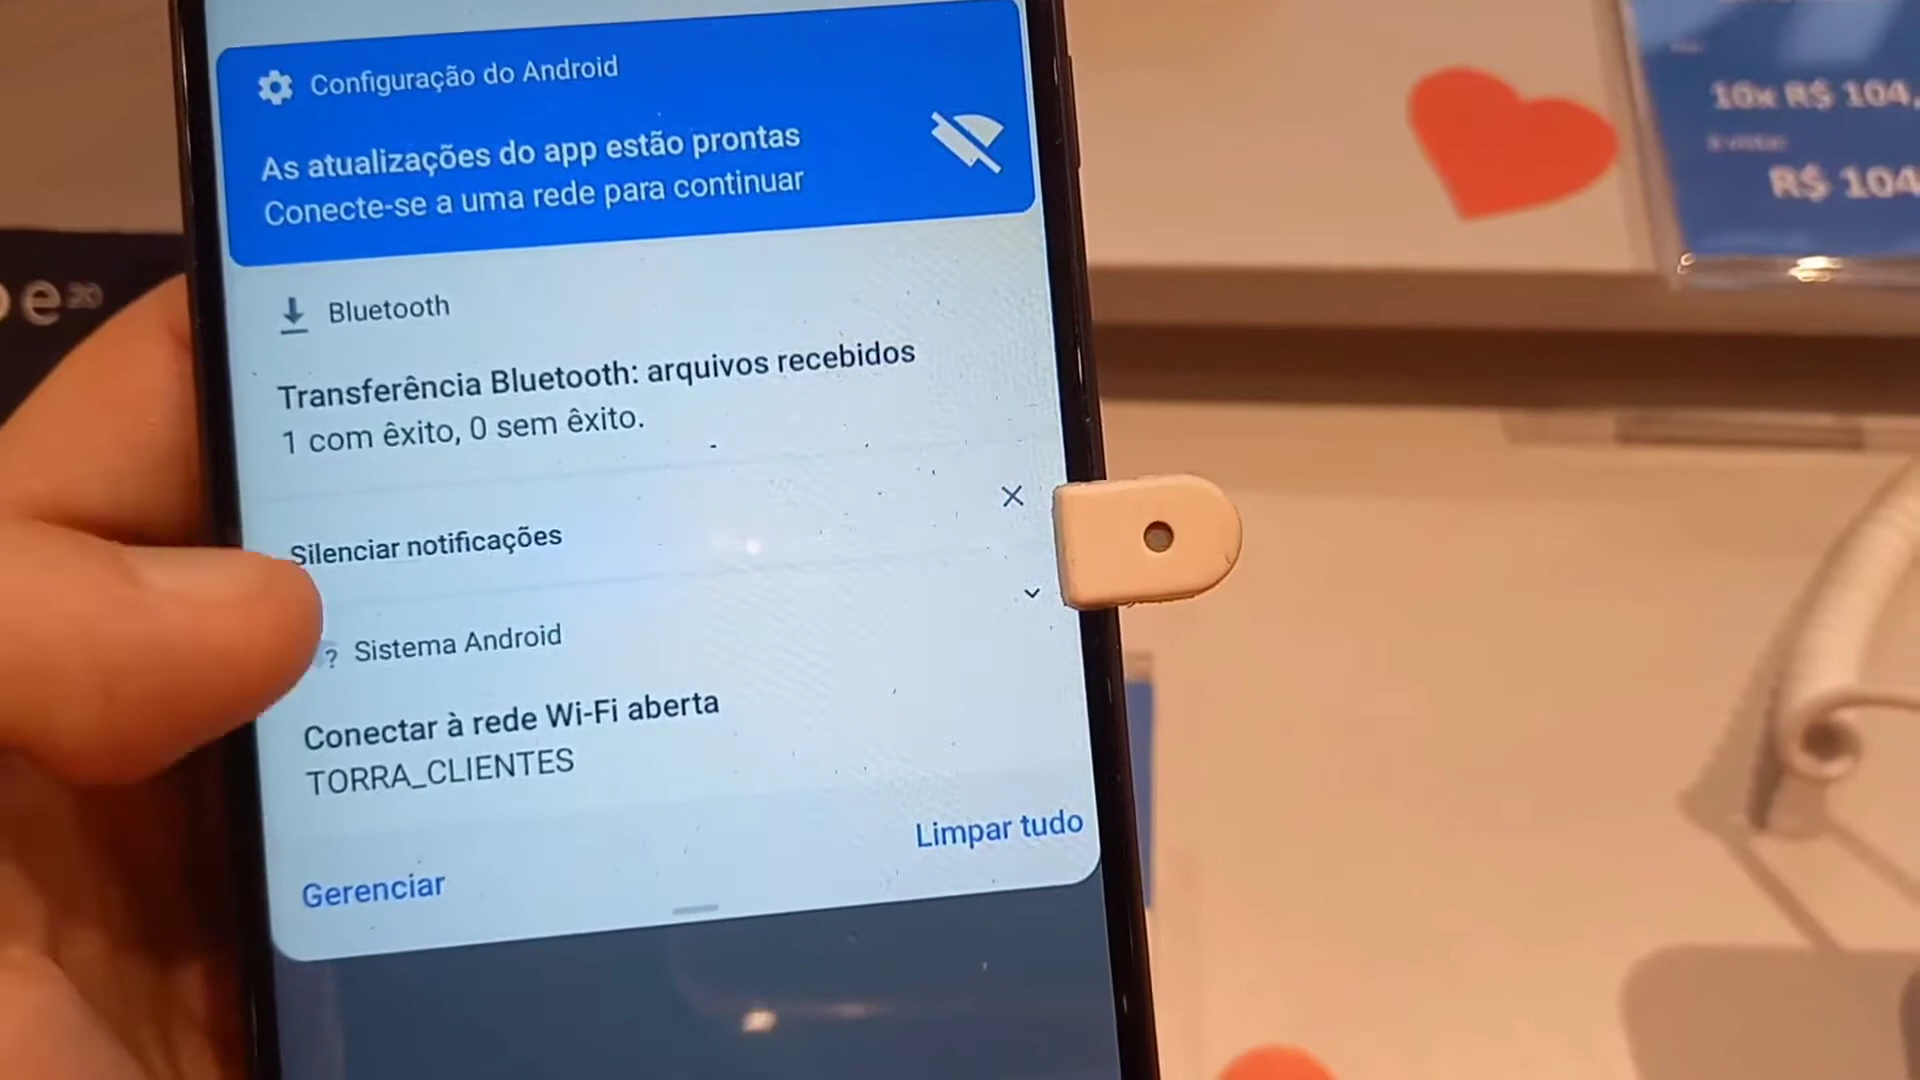 Configuração do Android
As atualizações do app estão prontas
Conecte-se a uma rede para continuar
Bluetooth
Transferência Bluetooth: arquivos recebidos
1 com êxito, 0 sem êxito.
Silenciar notificações
? Sistema Android
Conectar à rede Wi-Fi aberta
TORRA_CLIENTES
Limpar tudo
Gerenciar
e20
10x R$ 104,
R$ 104